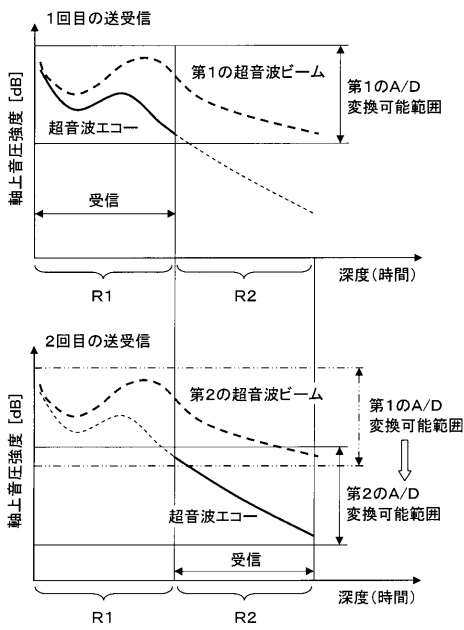 1回目の送受信
軸上音圧強度 [dB]
第1の超音波ビーム
超音波エコー
第1のA/D
変換可能範囲
受信
深度(時間)
R1
R2
2回目の送受信
軸上音圧強度 [dB]
第2の超音波ビーム
第1のA/D
変換可能範囲
第2のA/D
変換可能範囲
超音波エコー
受信
深度(時間)
R1
R2